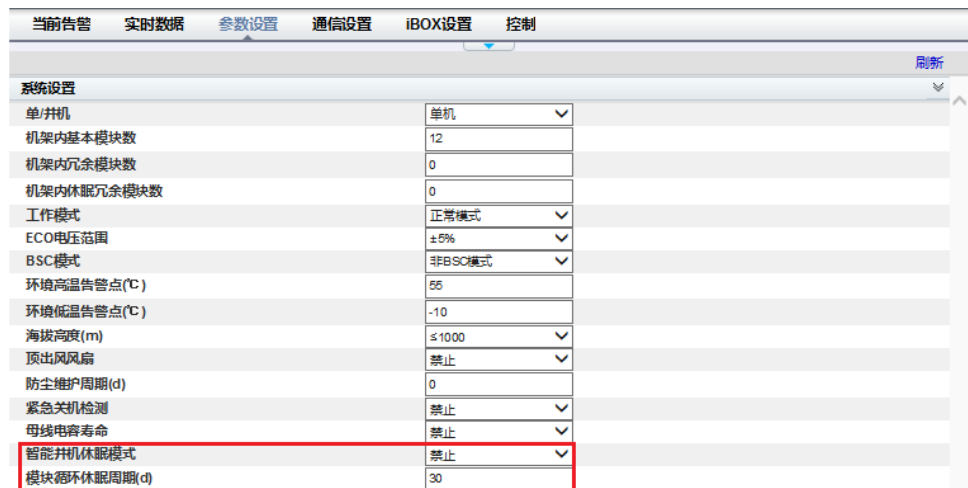 当前告警 实时数据 参数设置 通信设置 iBOX设置 控制
刷新
系统设置
单/并机 单机
机架内基本模块数 12
机架内冗余模块数 0
机架内休眠冗余模块数 0
工作模式 正常模式
ECO电压范围 ±5%
BSC模式 非BSC模式
环境高温告警点(℃) 55
环境低温告警点(℃) -10
海拔高度(m) ≤1000
顶出风风扇 禁止
防尘维护周期(d) 0
紧急关机检测 禁止
母线电容寿命 禁止
智能并机休眠模式 禁止
模块循环休眠周期(d) 30